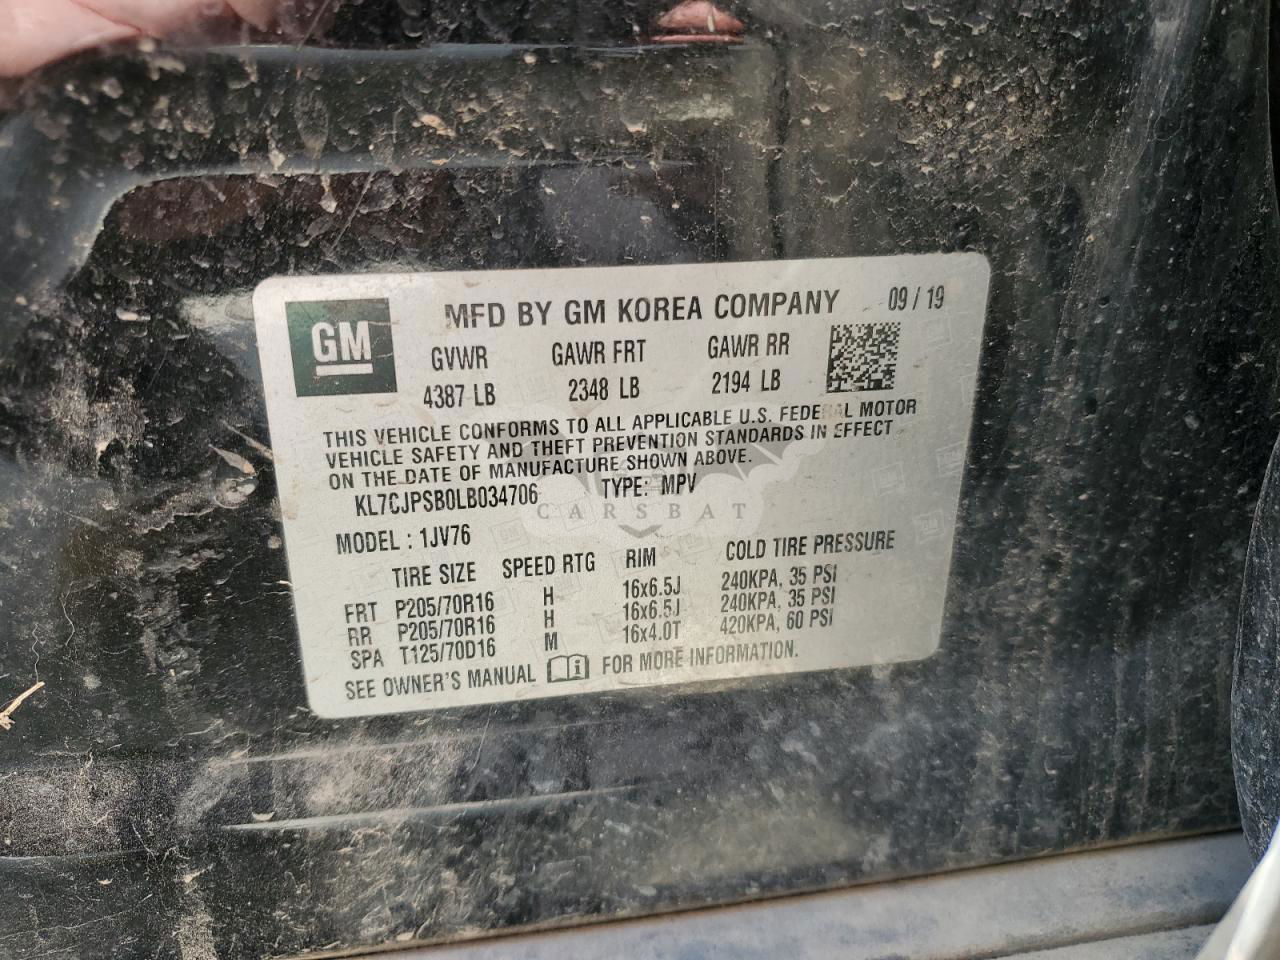 GM
MFD BY GM KOREA COMPANY 09 / 19
GVWR GAWR FRT GAWR RR
4387 LB 2348 LB 2194 LB
THIS VEHICLE CONFORMS TO ALL APPLICABLE U.S. FEDERAL MOTOR
VEHICLE SAFETY AND THEFT PREVENTION STANDARDS IN EFFECT
ON THE DATE OF MANUFACTURE SHOWN ABOVE.
KL7CJPSB0LB034706 TYPE: MPV
CARSBAT
MODEL : 1JV76
TIRE SIZE SPEED RTG RIM COLD TIRE PRESSURE
FRT P205/70R16 H 16x6.5J 240KPA, 35 PSI
RR P205/70R16 H 16x6.5J 240KPA, 35 PSI
SPA T125/70D16 M 16x4.0T 420KPA, 60 PSI
SEE OWNER'S MANUAL FOR MORE INFORMATION.